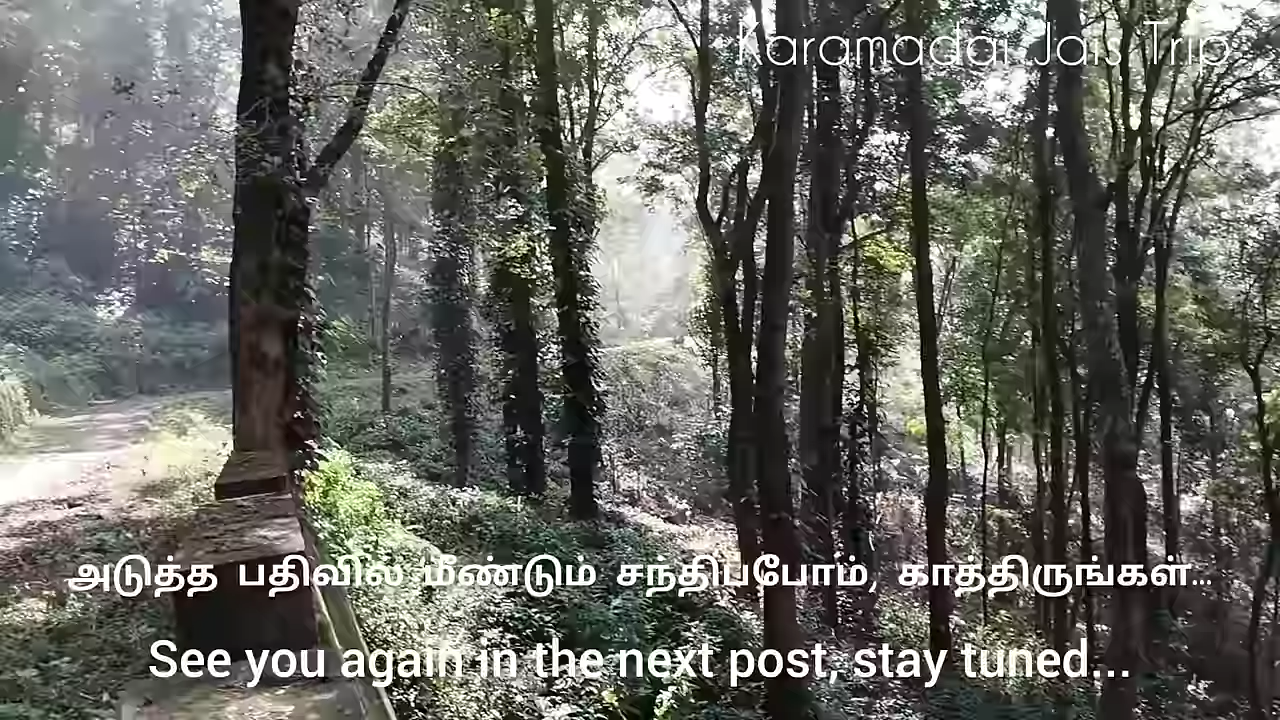 Karamadai Jais Trip
அடுத்த பதிவில் மீண்டும் சந்திப்போம், காத்திருங்கள்...
See you again in the next post, stay tuned...